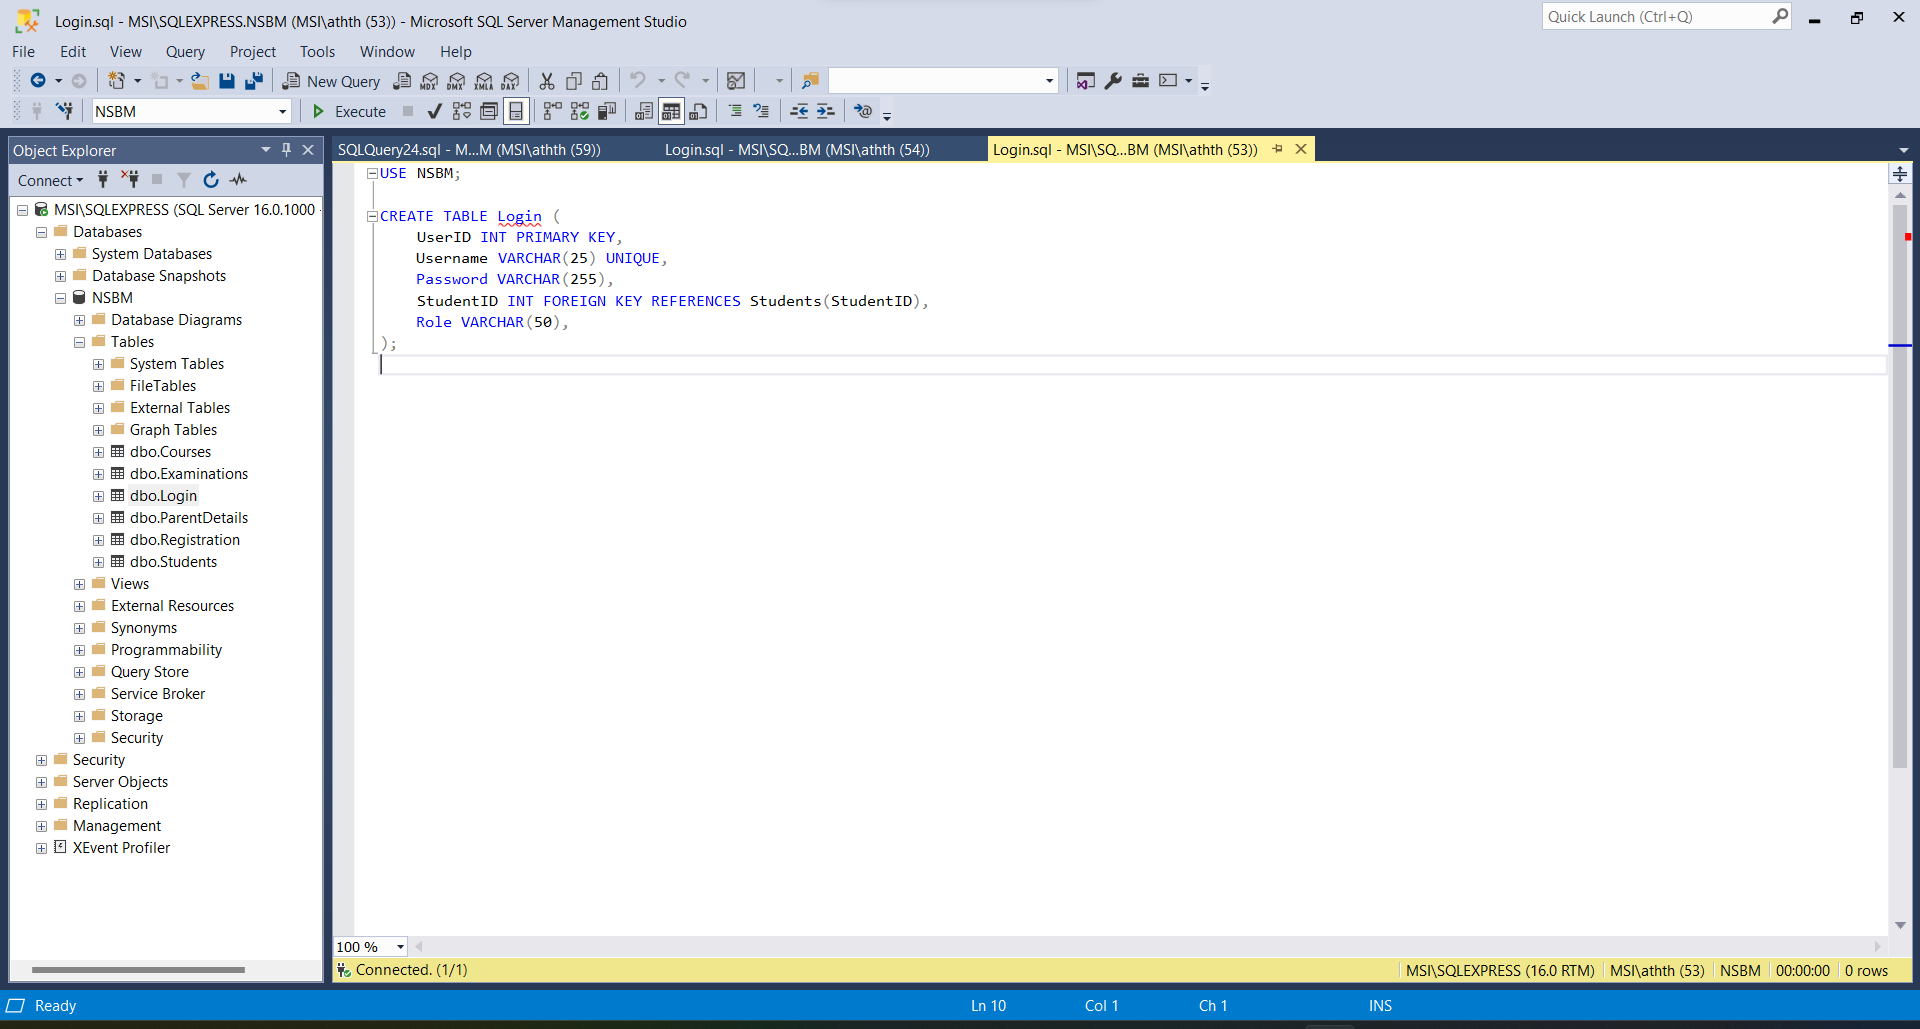 Login.sql - MSI\SQLEXPRESS.NSBM (MSI\athth (53)) - Microsoft SQL Server Management Studio
Quick Launch (Ctrl+Q)
File Edit View Query Project Tools Window Help
New Query MDX DMX XMLA DAX
NSBM Execute
Object Explorer
SQLQuery24.sql - M...M (MSI\athth (59))
Login.sql - MSI\SQ...BM (MSI\athth (54))
Login.sql - MSI\SQ...BM (MSI\athth (53))
Connect
MSI\SQLEXPRESS (SQL Server 16.0.1000 -
Databases
System Databases
Database Snapshots
NSBM
Database Diagrams
Tables
System Tables
FileTables
External Tables
Graph Tables
dbo.Courses
dbo.Examinations
dbo.Login
dbo.ParentDetails
dbo.Registration
dbo.Students
Views
External Resources
Synonyms
Programmability
Query Store
Service Broker
Storage
Security
Security
Server Objects
Replication
Management
XEvent Profiler
USE NSBM;
CREATE TABLE Login (
UserID INT PRIMARY KEY,
Username VARCHAR(25) UNIQUE,
Password VARCHAR(255),
StudentID INT FOREIGN KEY REFERENCES Students(StudentID),
Role VARCHAR(50),
);
100 %
Connected. (1/1)
MSI\SQLEXPRESS (16.0 RTM) MSI\athth (53) NSBM 00:00:00 0 rows
Ready Ln 10 Col 1 Ch 1 INS